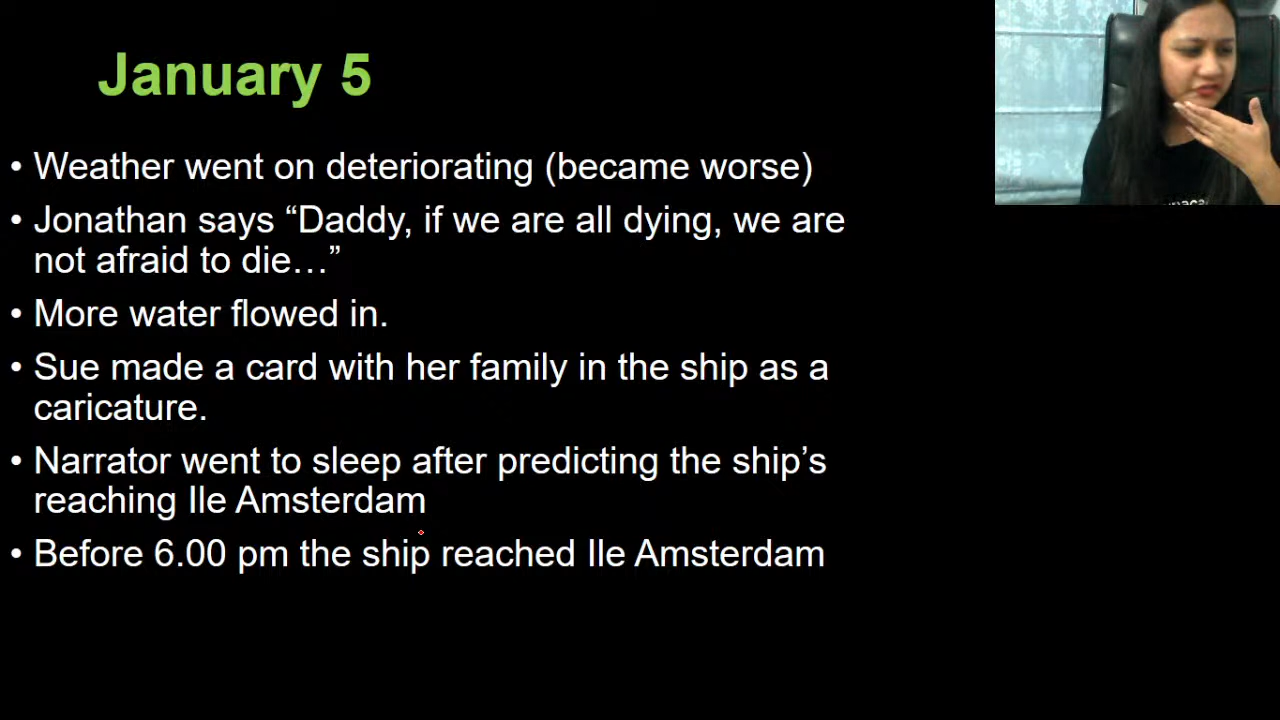 January 5
• Weather went on deteriorating (became worse)
• Jonathan says “Daddy, if we are all dying, we are
not afraid to die…”
• More water flowed in.
• Sue made a card with her family in the ship as a
caricature.
• Narrator went to sleep after predicting the ship’s
reaching Ile Amsterdam
• Before 6.00 pm the ship reached Ile Amsterdam